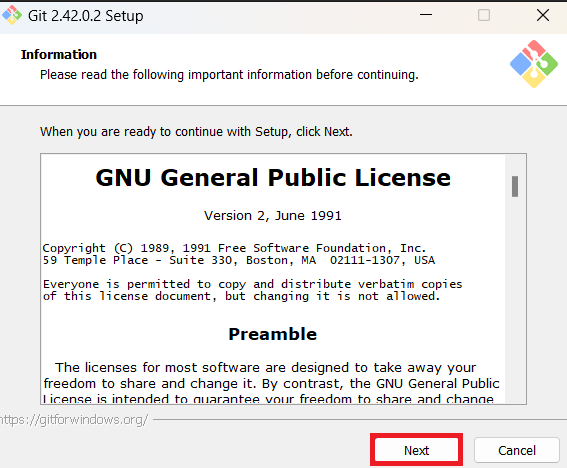 Git 2.42.0.2 Setup
Information
Please read the following important information before continuing.
When you are ready to continue with Setup, click Next.
GNU General Public License
Version 2, June 1991
Copyright (C) 1989, 1991 Free Software Foundation, Inc.
59 Temple Place - Suite 330, Boston, MA  02111-1307, USA
Everyone is permitted to copy and distribute verbatim copies
of this license document, but changing it is not allowed.
Preamble
The licenses for most software are designed to take away your
freedom to share and change it. By contrast, the GNU General Public
License is intended to guarantee your freedom to share and change
https://gitforwindows.org/
Next
Cancel